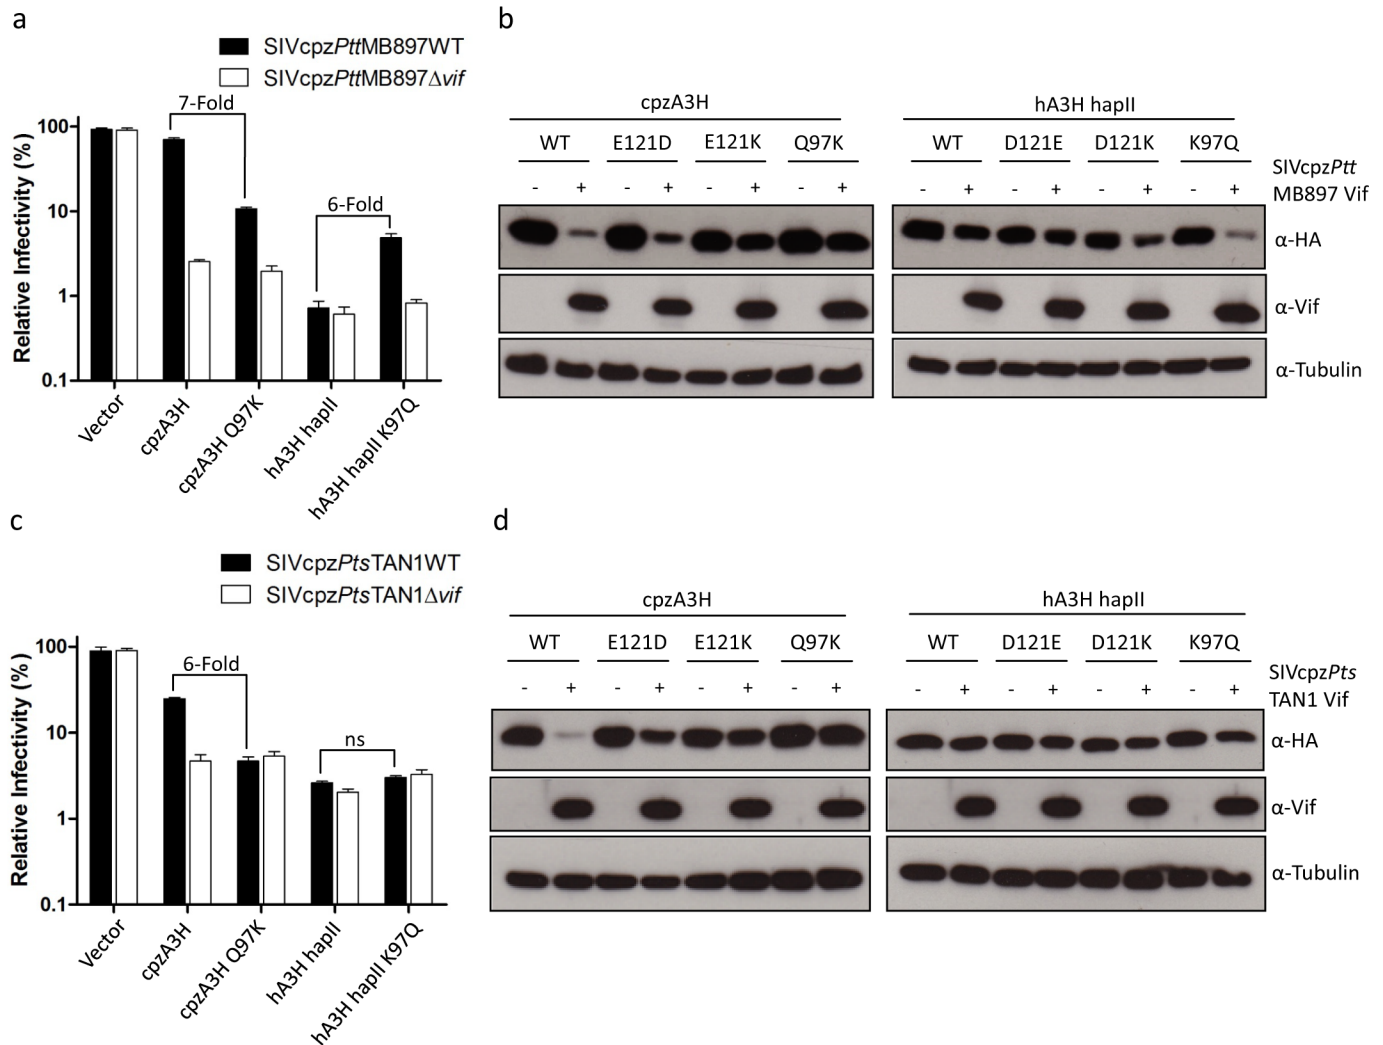 a
SIVcpzPttMB897WT
SIVcpzPttMB897Δvif
7-Fold
6-Fold
Relative Infectivity (%)
100
10
1
0.1
Vector
cpzA3H
cpzA3H Q97K
hA3H hapII
hA3H hapII K97Q
b
cpzA3H
hA3H hapII
WT E121D E121K Q97K
WT D121E D121K K97Q
- + - + - + - +
- + - + - + - +
SIVcpzPtt
MB897 Vif
α-HA
α-Vif
α-Tubulin
c
SIVcpzPtsTAN1WT
SIVcpzPtsTAN1Δvif
6-Fold
ns
Relative Infectivity (%)
100
10
1
0.1
Vector
cpzA3H
cpzA3H Q97K
hA3H hapII
hA3H hapII K97Q
d
cpzA3H
hA3H hapII
WT E121D E121K Q97K
WT D121E D121K K97Q
- + - + - + - +
- + - + - + - +
SIVcpzPts
TAN1 Vif
α-HA
α-Vif
α-Tubulin